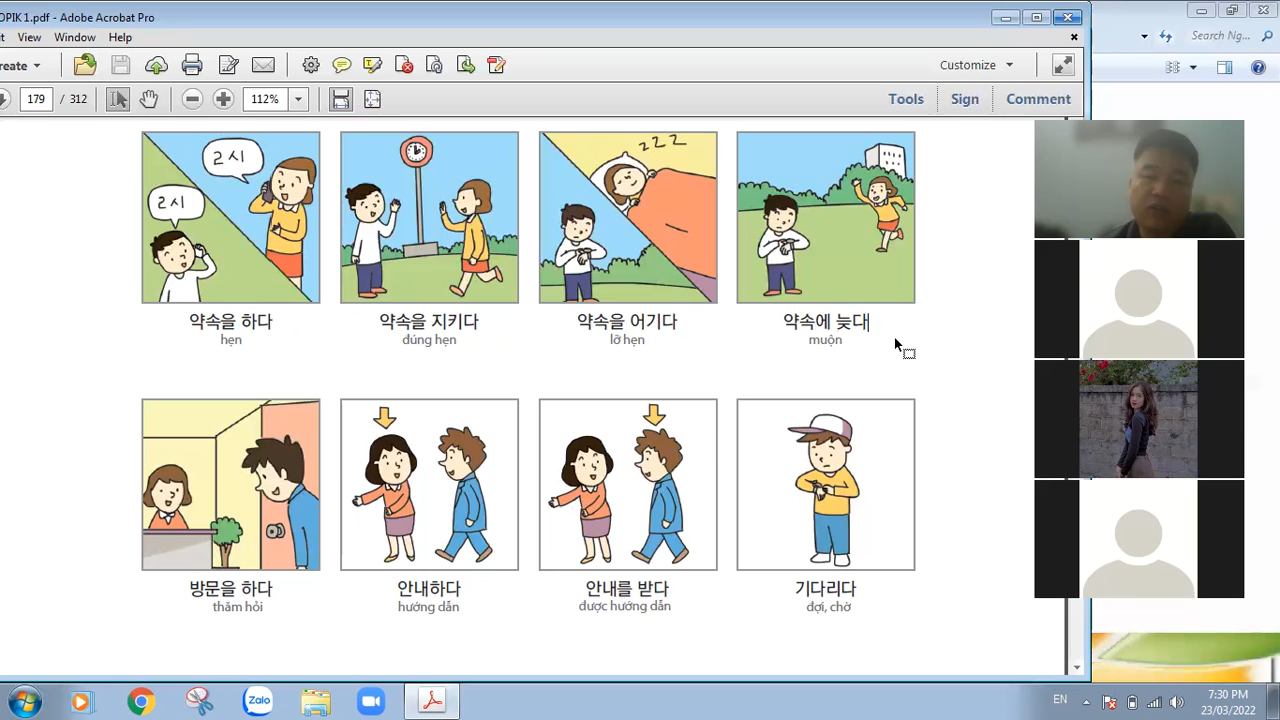 OPIK1.pdf - Adobe Acrobat Pro
it View Window Help
Search Ng...
reate
Customize
179 / 312
112%
Tools Sign Comment
2시
2시
z z z
약속을 하다
hẹn
약속을 지키다
đúng hẹn
약속을 어기다
lỡ hẹn
약속에 늦다
muộn
방문을 하다
thăm hỏi
안내하다
hướng dẫn
안내를 받다
được hướng dẫn
기다리다
đợi, chờ
Zalo
EN
7:30 PM
23/03/2022